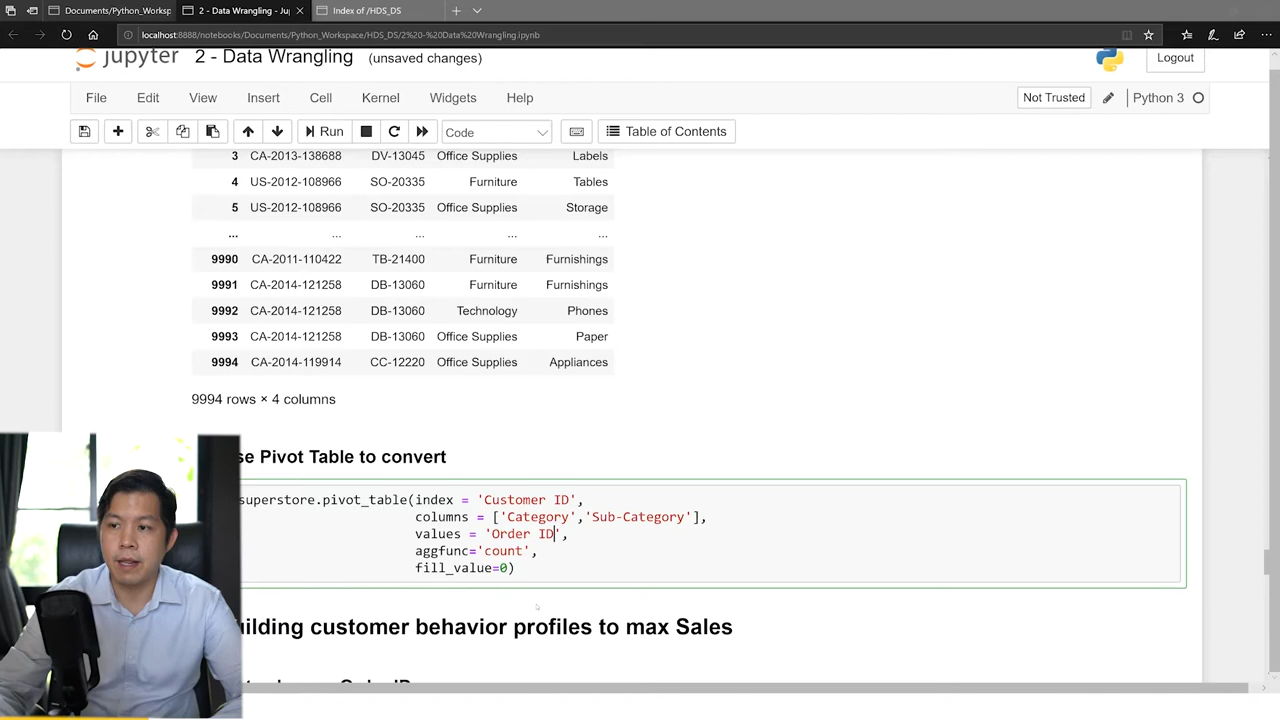 Documents/Python_Worksp
2 - Data Wrangling - Ju
Index of /HDS_DS
localhost:8888/notebooks/Documents/Python_Workspace/HDS_DS/2%20-%20Data%20Wrangling.ipynb
jupyter 2 - Data Wrangling (unsaved changes)
Logout
File Edit View Insert Cell Kernel Widgets Help
Not Trusted Python 3
Run Code Table of Contents
3 CA-2013-138688 DV-13045 Office Supplies Labels
4 US-2012-108966 SO-20335 Furniture Tables
5 US-2012-108966 SO-20335 Office Supplies Storage
... ... ... ... ...
9990 CA-2011-110422 TB-21400 Furniture Furnishings
9991 CA-2014-121258 DB-13060 Furniture Furnishings
9992 CA-2014-121258 DB-13060 Technology Phones
9993 CA-2014-121258 DB-13060 Office Supplies Paper
9994 CA-2014-119914 CC-12220 Office Supplies Appliances
9994 rows × 4 columns
se Pivot Table to convert
superstore.pivot_table(index = 'Customer ID',
columns = ['Category','Sub-Category'],
values = 'Order ID',
aggfunc='count',
fill_value=0)
uilding customer behavior profiles to max Sales